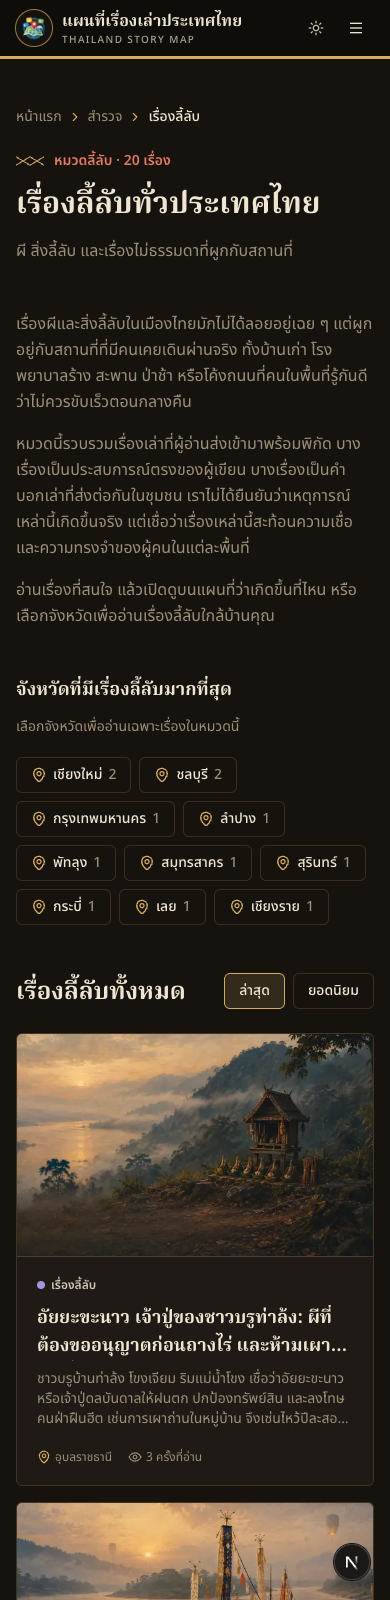 แผนที่เรื่องเล่าประเทศไทย
THAILAND STORY MAP
หน้าแรก > สำรวจ > เรื่องลี้ลับ
หมวดลี้ลับ · 20 เรื่อง
เรื่องลี้ลับทั่วประเทศไทย
ผี สิ่งลี้ลับ และเรื่องไม่ธรรมดาที่ผูกกับสถานที่
เรื่องผีและสิ่งลี้ลับในเมืองไทยมักไม่ได้ลอยอยู่เฉย ๆ แต่ผูก
อยู่กับสถานที่ที่มีคนเคยเดินผ่านจริง ทั้งบ้านเก่า โรง
พยาบาลร้าง สะพาน ป่าช้า หรือโค้งถนนที่คนในพื้นที่รู้กันดี
ว่าไม่ควรขับเร็วตอนกลางคืน
หมวดนี้รวบรวมเรื่องเล่าที่ผู้อ่านส่งเข้ามาพร้อมพิกัด บาง
เรื่องเป็นประสบการณ์ตรงของผู้เขียน บางเรื่องเป็นคำ
บอกเล่าที่ส่งต่อกันในชุมชน เราไม่ได้ยืนยันว่าเหตุการณ์
เหล่านี้เกิดขึ้นจริง แต่เชื่อว่าเรื่องเหล่านี้สะท้อนความเชื่อ
และความทรงจำของผู้คนในแต่ละพื้นที่
อ่านเรื่องที่สนใจ แล้วเปิดดูบนแผนที่ว่าเกิดขึ้นที่ไหน หรือ
เลือกจังหวัดเพื่ออ่านเรื่องลี้ลับใกล้บ้านคุณ
จังหวัดที่มีเรื่องลี้ลับมากที่สุด
เลือกจังหวัดเพื่ออ่านเฉพาะเรื่องในหมวดนี้
เชียงใหม่ 2 ชลบุรี 2
กรุงเทพมหานคร 1 ลำปาง 1
พัทลุง 1 สมุทรสาคร 1 สุรินทร์ 1
กระบี่ 1 เลย 1 เชียงราย 1
เรื่องลี้ลับทั้งหมด ล่าสุด ยอดนิยม
เรื่องลี้ลับ
อัยยะขะนาว เจ้าปู่ของชาวบรูท่าล้ง: ผีที่
ต้องขออนุญาตก่อนถางไร่ และห้ามเผา...
ชาวบรูบ้านท่าล้ง โขงเจียม ริมแม่น้ำโขง เชื่อว่าอัยยะขะนาว
หรือเจ้าปู่ดลบันดาลให้ฝนตก ปกป้องทรัพย์สิน และลงโทษ
คนฝ่าฝืนฮีต เช่นการเผาถ่านในหมู่บ้าน จึงเซ่นไหว้ปีละสอ...
อุบลราชธานี 3 ครั้งที่อ่าน
N